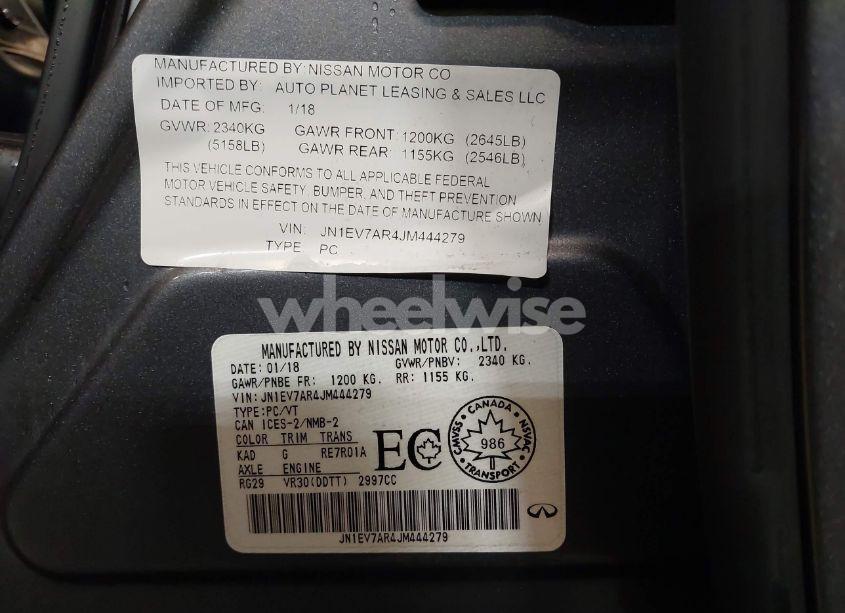 MANUFACTURED BY: NISSAN MOTOR CO
IMPORTED BY: AUTO PLANET LEASING & SALES LLC
DATE OF MFG. 1/18
GVWR: 2340KG GAWR FRONT: 1200KG (2645LB)
(5158LB) GAWR REAR: 1155KG (2546LB)
THIS VEHICLE CONFORMS TO ALL APPLICABLE FEDERAL
MOTOR VEHICLE SAFETY, BUMPER, AND THEFT PREVENTION
STANDARDS IN EFFECT ON THE DATE OF MANUFACTURE SHOWN
VIN: JN1EV7AR4JM444279
TYPE: PC
wheelwise
MANUFACTURED BY NISSAN MOTOR CO.,LTD.
DATE: 01/18 GVWR/PNBV: 2340 KG.
GAWR/PNBE FR: 1200 KG. RR: 1155 KG.
VIN: JN1EV7AR4JM444279
TYPE: PC/VT
CAN ICES-2/NMB-2
COLOR TRIM TRANS
KAD G RE7R01A
AXLE ENGINE
RG29 VR30(DDTT) 2997CC
EC
CANADA
CMVSS
986
NSVAC
TRANSPORT
JN1EV7AR4JM444279